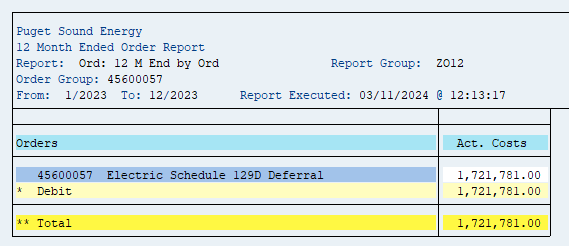 Puget Sound Energy
12 Month Ended Order Report
Report: Ord: 12 M End by Ord Report Group: ZO12
Order Group: 45600057
From: 1/2023 To: 12/2023 Report Executed: 03/11/2024 @ 12:13:17
Orders Act. Costs
45600057 Electric Schedule 129D Deferral 1,721,781.00
* Debit 1,721,781.00
** Total 1,721,781.00